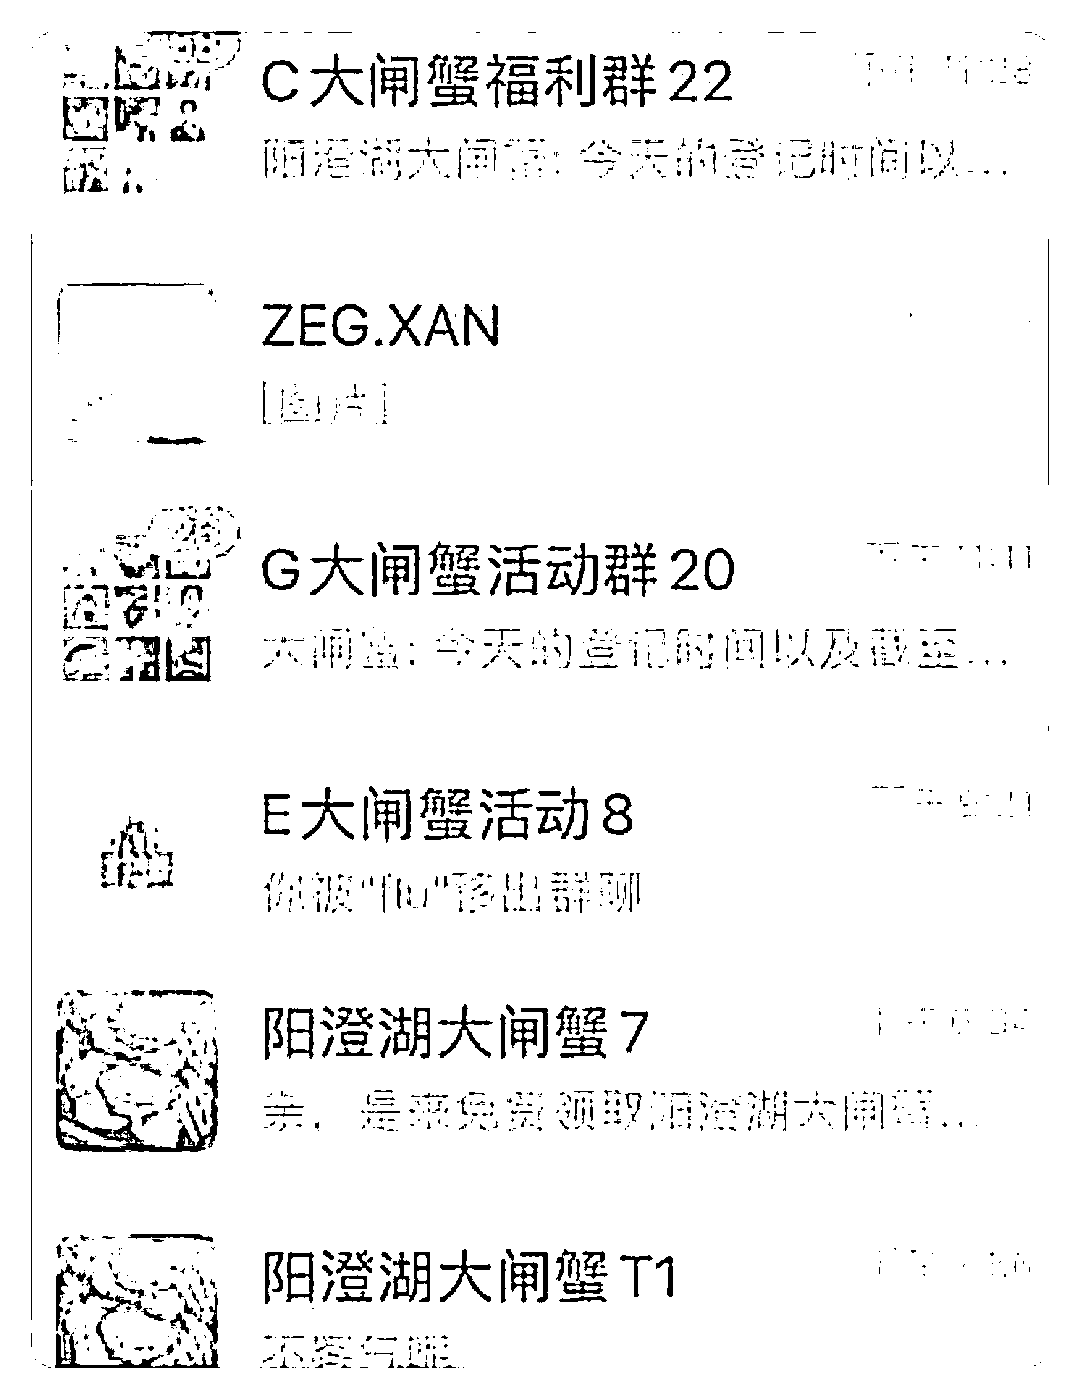 C大闸蟹福利群22
阳澄湖大闸蟹: 今天的登记时间以...
ZEG.XAN
[图片]
G大闸蟹活动群20
大闸蟹: 今天的登记时间以及截至...
E大闸蟹活动8
你被"移出群聊
阳澄湖大闸蟹7
亲，是来免费领取阳澄湖大闸蟹...
阳澄湖大闸蟹T1
不客气哦